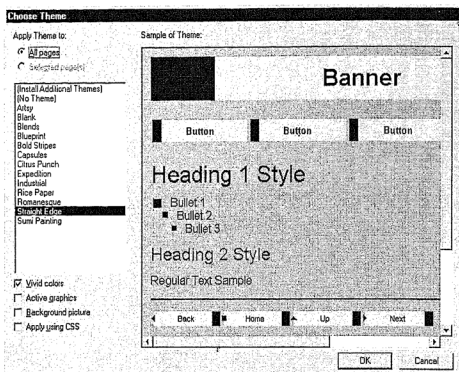 Choose Theme
Apply Theme to:
All pages
Selected page(s)
(Install Additional Themes)
(No Theme)
Artsy
Blank
Blends
Blueprint
Bold Stripes
Capsules
Citrus Punch
Expedition
Industrial
Rice Paper
Romanesque
Straight Edge
Sumi Painting
Vivid colors
Active graphics
Background picture
Apply using CSS
Sample of Theme:
Banner
Button Button Button
Heading 1 Style
Bullet 1
Bullet 2
Bullet 3
Heading 2 Style
Regular Text Sample
Back Home Up Next
OK Cancel